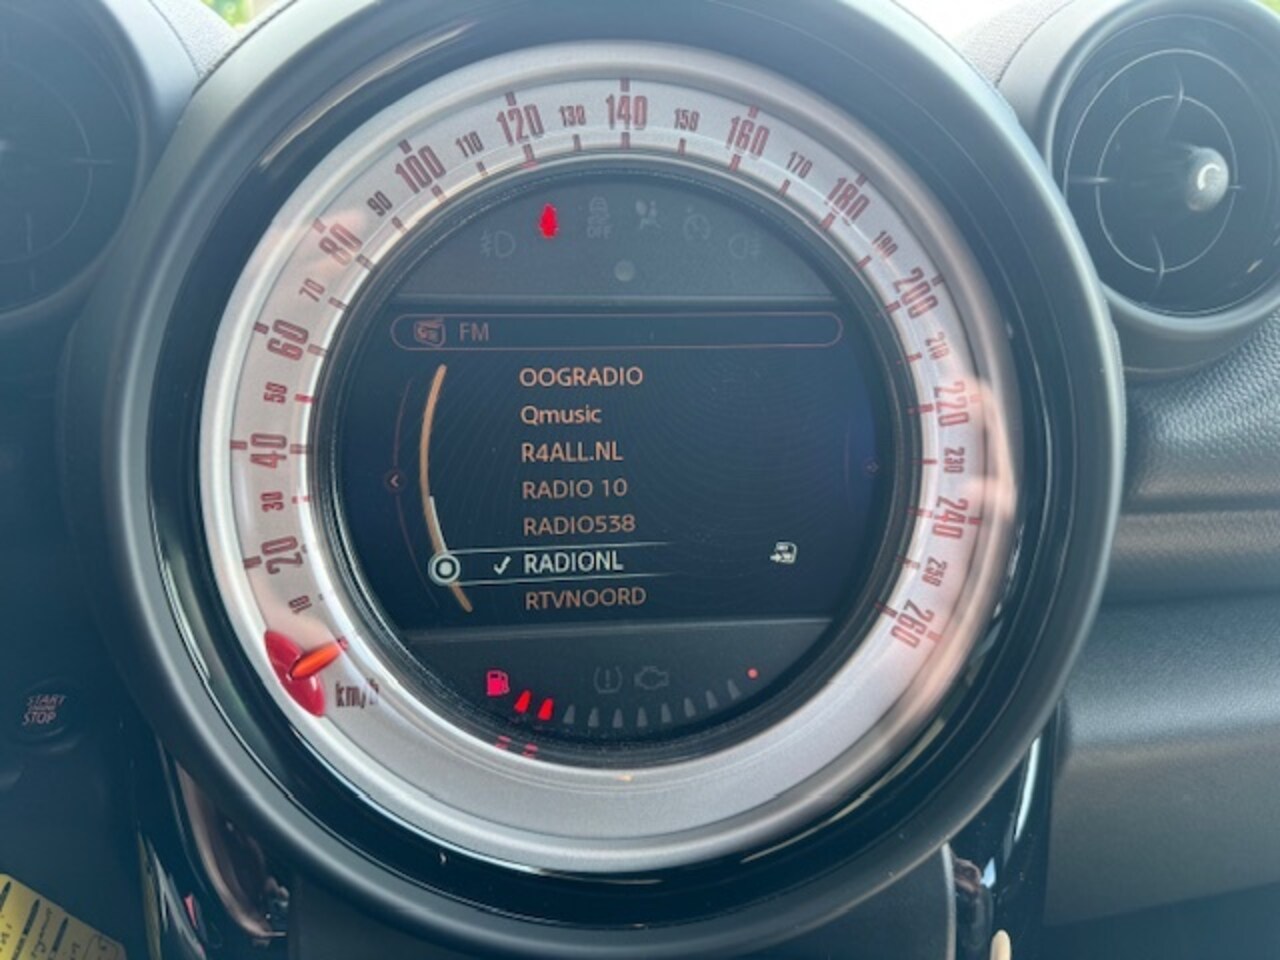 10
20
30
40
50
60
70
80
90
100
110
120
130
140
150
160
170
180
190
200
210
220
230
240
250
260
km/h
OFF
FM
OOGRADIO
Qmusic
R4ALL.NL
RADIO 10
RADIO538
✓ RADIONL
RTVNOORD
START
STOP